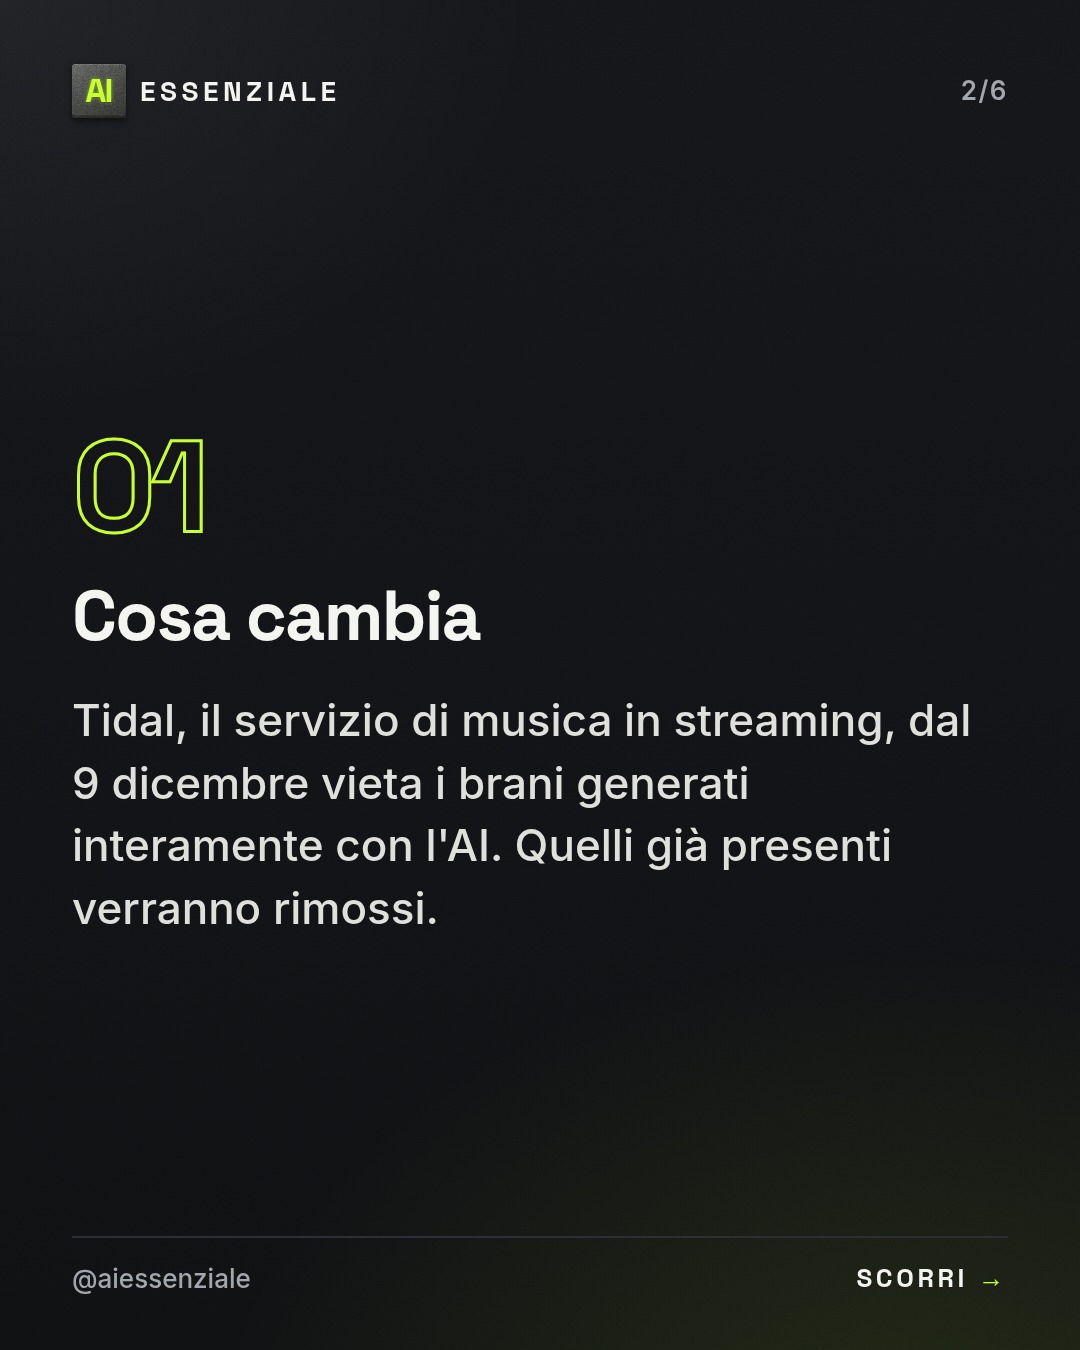 AI ESSENZIALE
2/6
01
Cosa cambia
Tidal, il servizio di musica in streaming, dal
9 dicembre vieta i brani generati
interamente con l'AI. Quelli già presenti
verranno rimossi.
@aiessenziale
SCORRI →